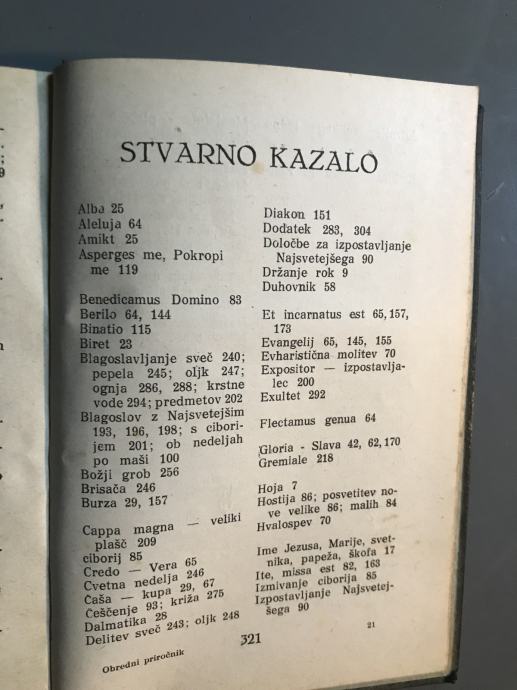 STVARNO KAZALO
Alba 25
Aleluja 64
Amikt 25
Asperges me, Pokropi
me 119
Benedicamus Domino 83
Berilo 64, 144
Binatio 115
Biret 23
Blagoslavljanje sveč 240;
pepela 245; oljk 247;
ognja 286, 288; krstne
vode 294; predmetov 202
Blagoslov z Najsvetejšim
193, 196, 198; s cibori-
jem 201; ob nedeljah
po maši 100
Božji grob 256
Brisača 246
Burza 29, 157
Cappa magna — veliki
plašč 209
ciborij 85
Credo — Vera 65
Cvetna nedelja 246
Čaša — kupa 29, 67
Češčenje 93; križa 275
Dalmatika 28
Delitev sveč 243; oljk 248
Diakon 151
Dodatek 283, 304
Določbe za izpostavljanje
Najsvetejšega 90
Držanje rok 9
Duhovnik 58
Et incarnatus est 65,157,
173
Evangelij 65, 145, 155
Evharistična molitev 70
Expositor — izpostavlja-
lec 200
Exultet 292
Flectamus genua 64
Gloria - Slava 42, 62,170
Gremiale 218
Hoja 7
Hostija 86; posvetitev no-
ve velike 86; malih 84
Hvalospev 70
Ime Jezusa, Marije, svet-
nika, papeža, škofa 17
Ite, missa est 82, 163
Izmivanje ciborija 85
Izpostavljanje Najsvetej-
šega 90
321
21
Obredni priročnik